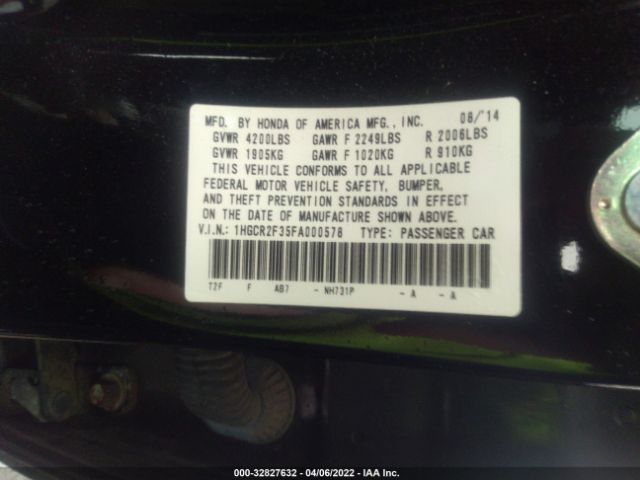 MFD. BY HONDA OF AMERICA MFG., INC. 08/'14
GVWR 4200LBS GAWR F 2249LBS R 2006LBS
GVWR 1905KG GAWR F 1020KG R 910KG
THIS VEHICLE CONFORMS TO ALL APPLICABLE
FEDERAL MOTOR VEHICLE SAFETY, BUMPER,
AND THEFT PREVENTION STANDARDS IN EFFECT
ON THE DATE OF MANUFACTURE SHOWN ABOVE.
V.I.N.: 1HGCR2F35FA000578 TYPE: PASSENGER CAR
T2F F AB7 - NH731P - A - A
000-32827632 - 04/06/2022 - IAA Inc.